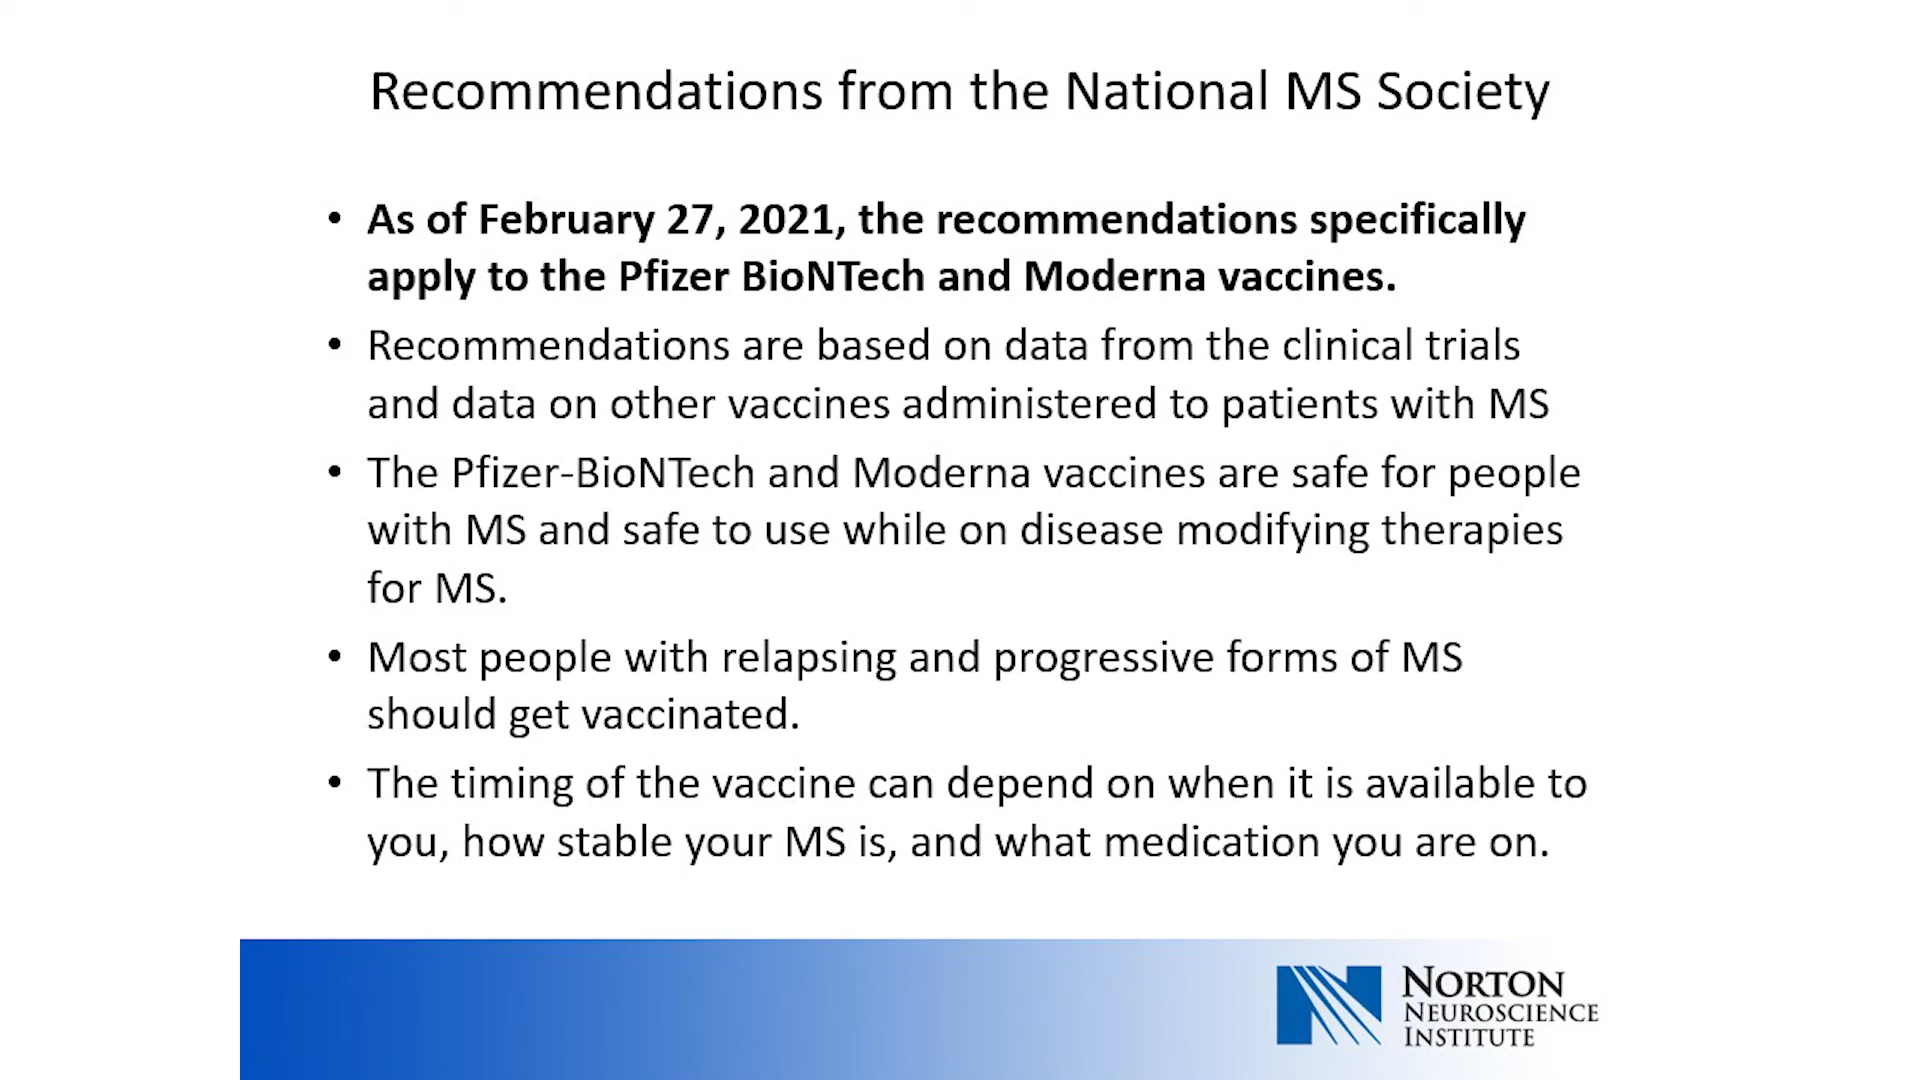 Recommendations from the National MS Society
• As of February 27, 2021, the recommendations specifically
apply to the Pfizer BioNTech and Moderna vaccines.
• Recommendations are based on data from the clinical trials
and data on other vaccines administered to patients with MS
• The Pfizer-BioNTech and Moderna vaccines are safe for people
with MS and safe to use while on disease modifying therapies
for MS.
• Most people with relapsing and progressive forms of MS
should get vaccinated.
• The timing of the vaccine can depend on when it is available to
you, how stable your MS is, and what medication you are on.
NORTON
NEUROSCIENCE
INSTITUTE